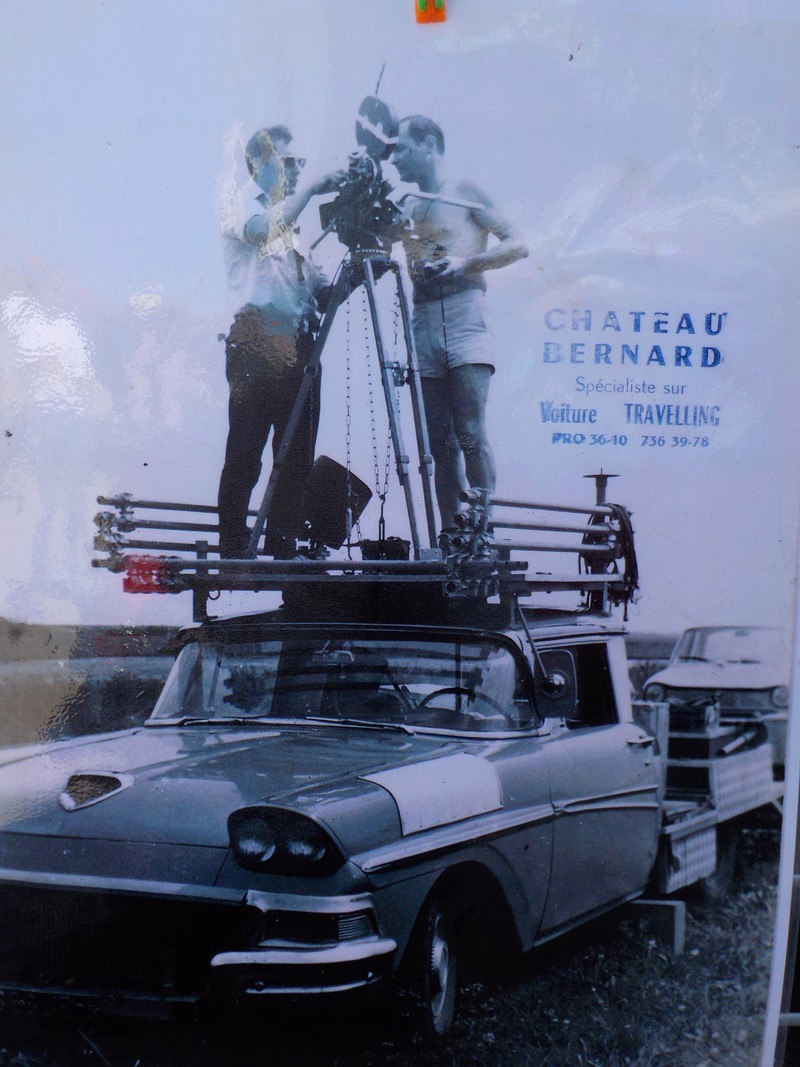 CHATEAU
BERNARD
Spécialiste sur
Voiture TRAVELLING
PRO 36-10 736 39-78